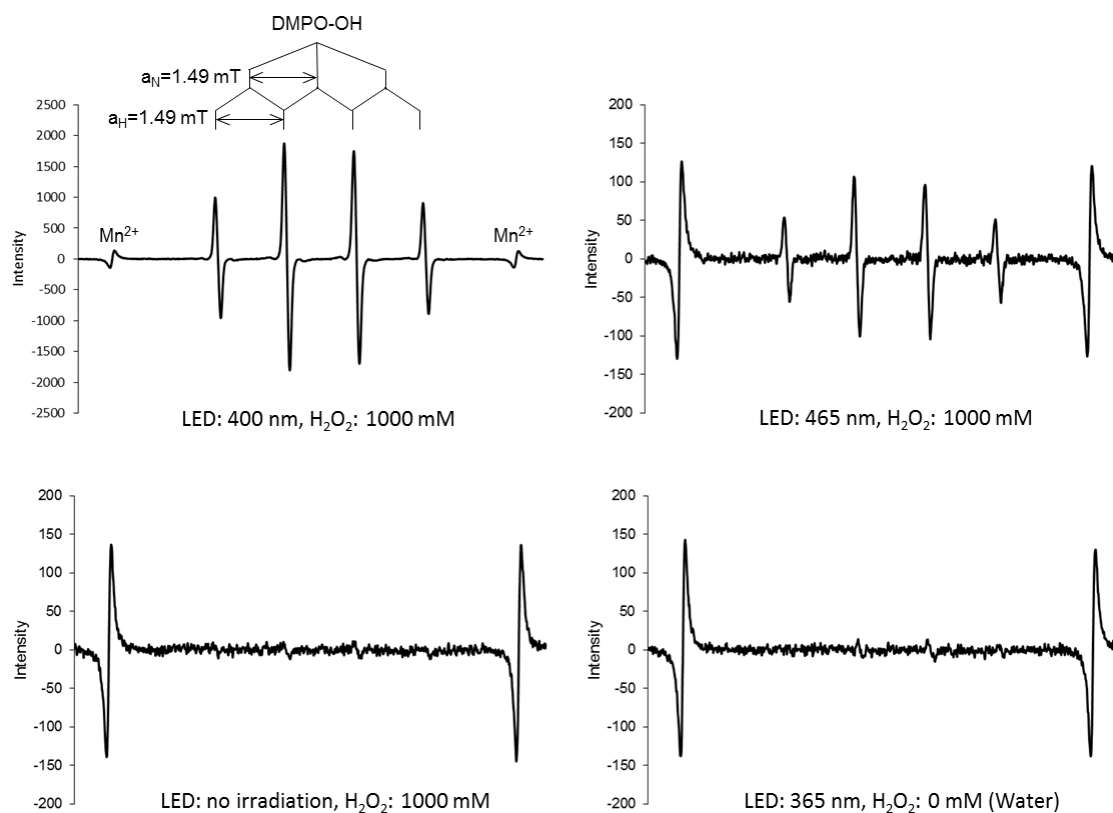 DMPO-OH
aN=1.49 mT
aH=1.49 mT
Intensity
2500
2000
1500
1000
500
0
-500
-1000
-1500
-2000
-2500
Mn2+
Mn2+
LED: 400 nm, H2O2: 1000 mM
Intensity
200
150
100
50
0
-50
-100
-150
-200
LED: 465 nm, H2O2: 1000 mM
Intensity
200
150
100
50
0
-50
-100
-150
-200
LED: no irradiation, H2O2: 1000 mM
Intensity
200
150
100
50
0
-50
-100
-150
-200
LED: 365 nm, H2O2: 0 mM (Water)